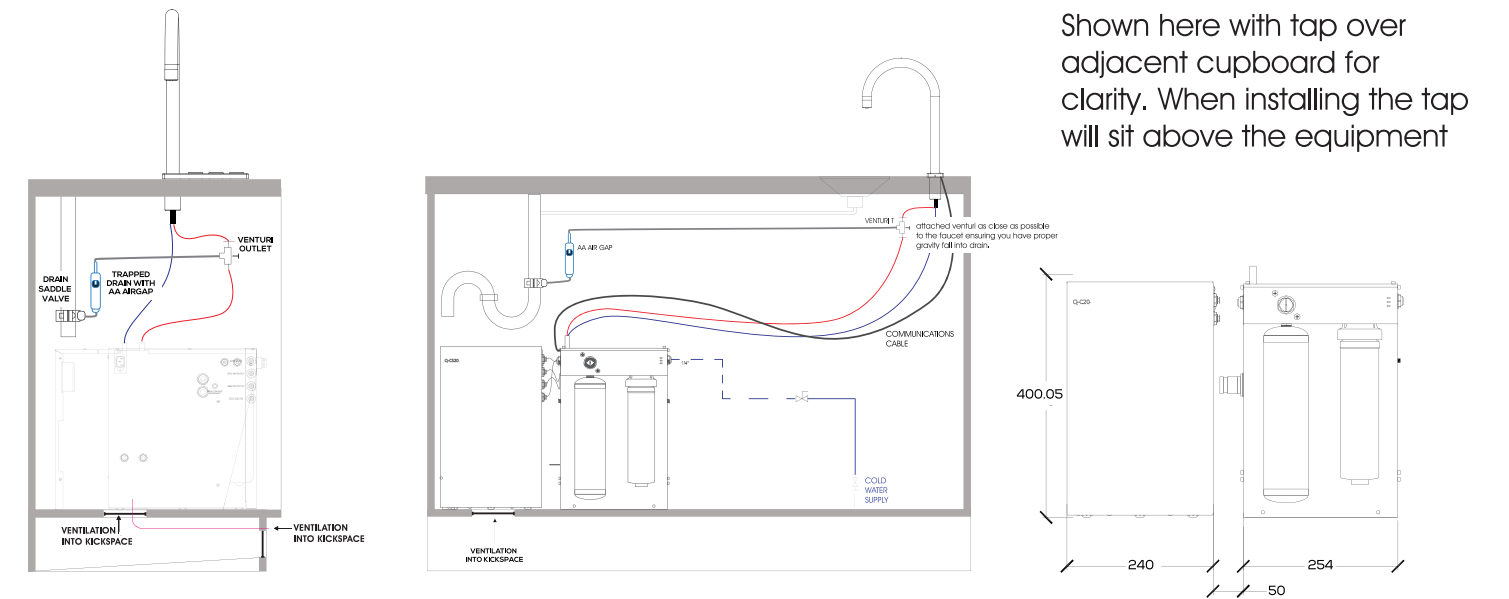 Shown here with tap over
adjacent cupboard for
clarity. When installing the tap
will sit above the equipment
VENTURI
OUTLET
DRAIN
SADDLE
VALVE
TRAPPED
DRAIN WITH
AA AIRGAP
VENTILATION
INTO KICKSPACE
VENTILATION
INTO KICKSPACE
VENTURI T
attached venturi as close as possible
to the faucet ensuring you have proper
gravity fall into drain.
AA AIR GAP
COMMUNICATIONS
CABLE
1/4"
COLD
WATER
SUPPLY
VENTILATION
INTO KICKSPACE
400.05
240
254
50